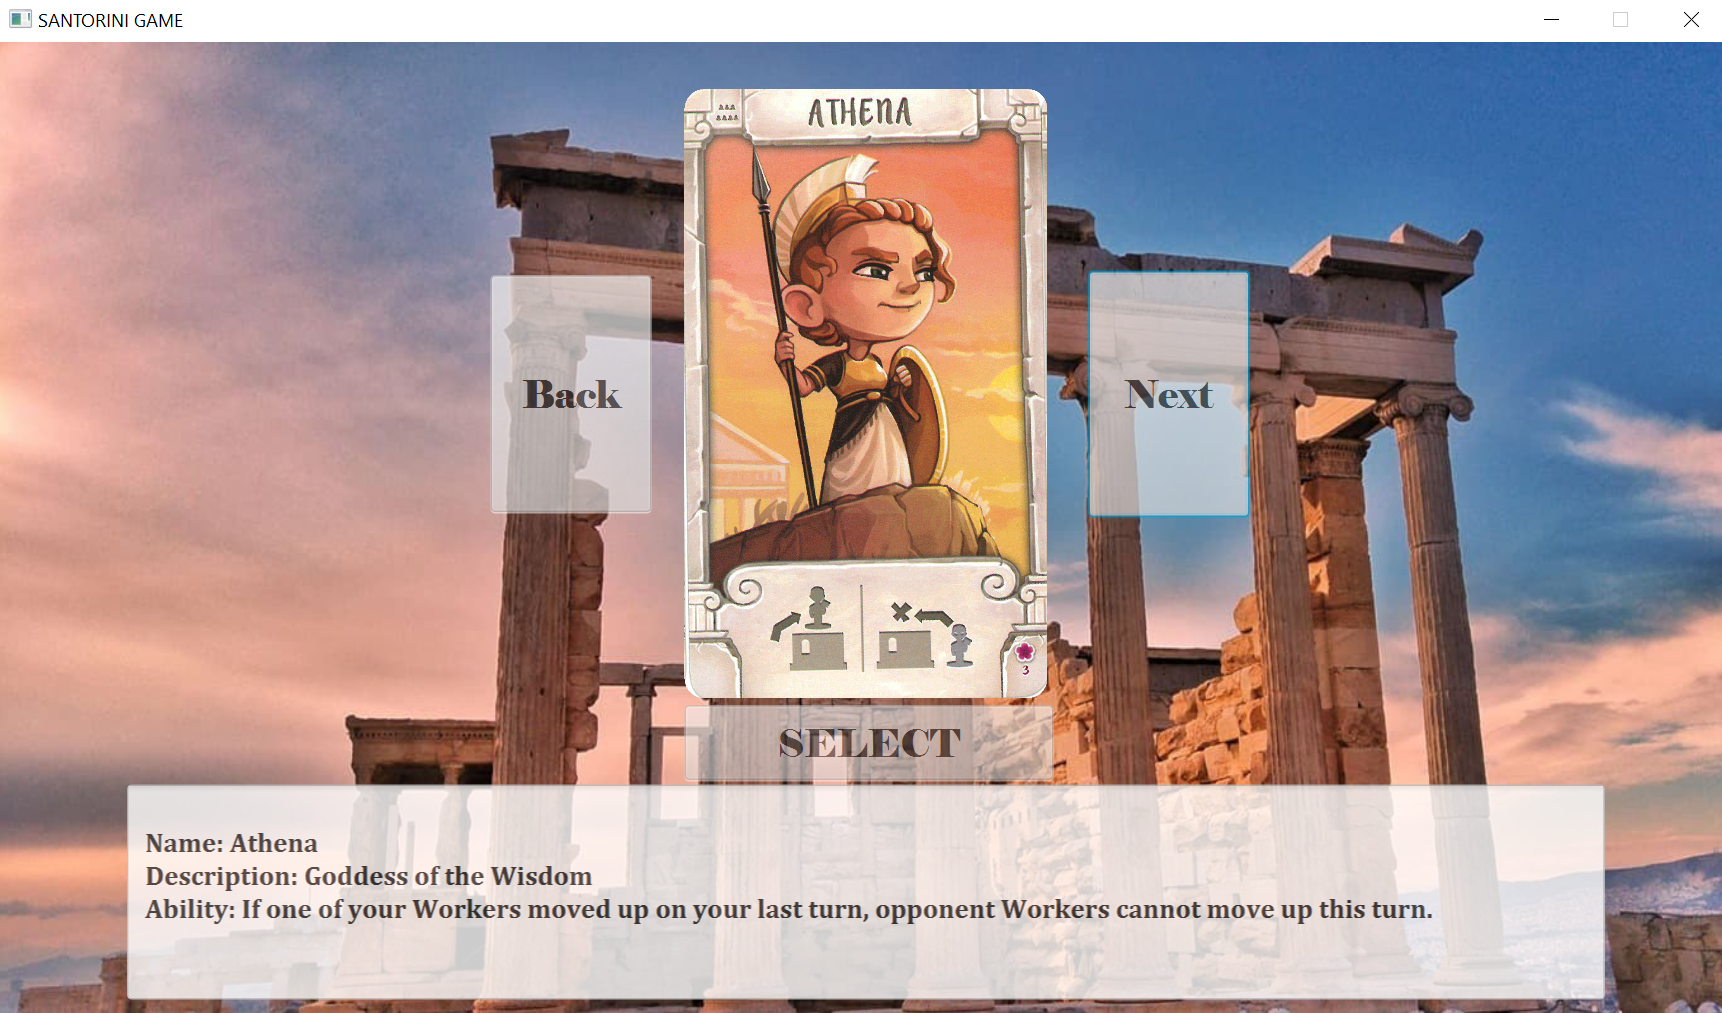 SANTORINI GAME
ATHENA
Back
Next
3
SELECT
Name: Athena
Description: Goddess of the Wisdom
Ability: If one of your Workers moved up on your last turn, opponent Workers cannot move up this turn.